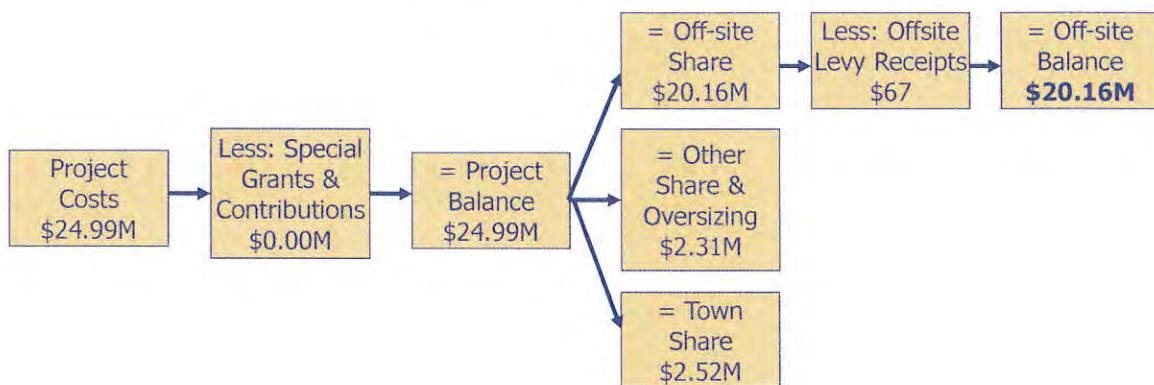 Project
Costs
$24.99M
Less: Special
Grants &
Contributions
$0.00M
= Project
Balance
$24.99M
= Off-site
Share
$20.16M
Less: Offsite
Levy Receipts
$67
= Off-site
Balance
$20.16M
= Other
Share &
Oversizing
$2.31M
= Town
Share
$2.52M